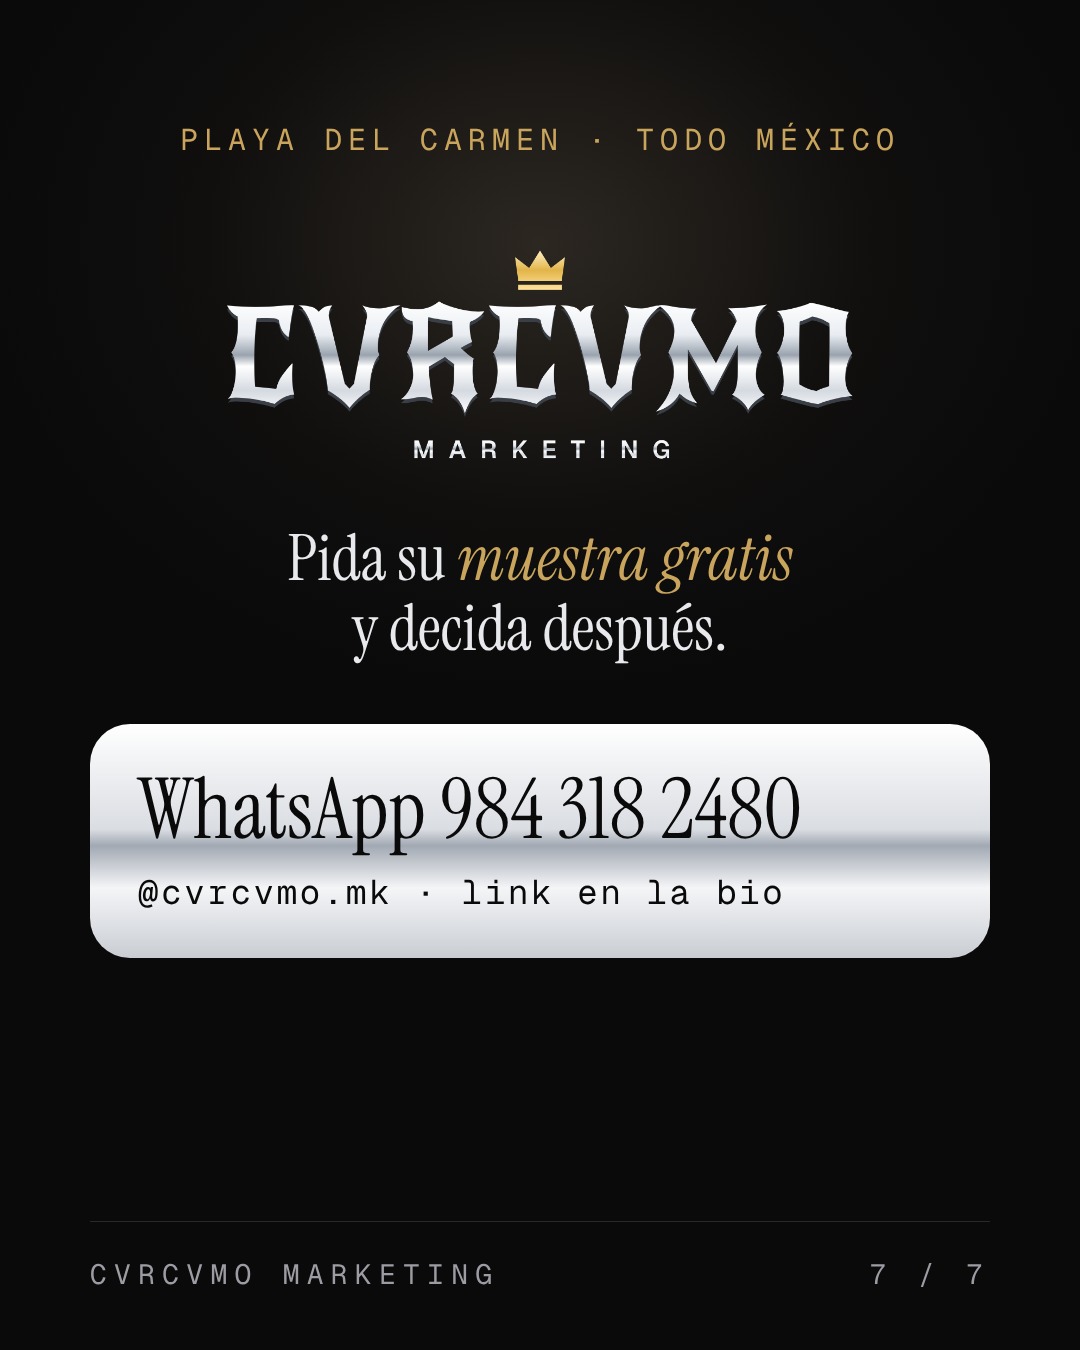 PLAYA DEL CARMEN · TODO MÉXICO
CVRCVMO
MARKETING
Pida su muestra gratis
y decida después.
WhatsApp 984 318 2480
@cvrcvmo.mk · link en la bio
CVRCVMO MARKETING
7 / 7